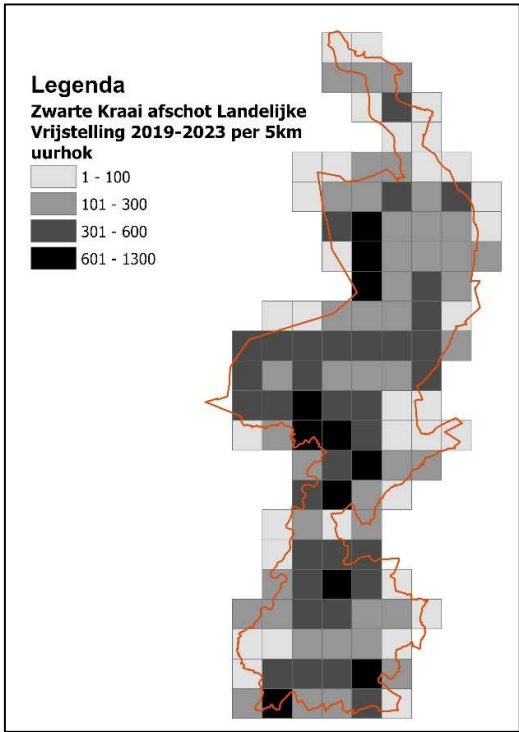 Legenda
Zwarte Kraai afschot Landelijke
Vrijstelling 2019-2023 per 5km
uurhok
1 - 100
101 - 300
301 - 600
601 - 1300